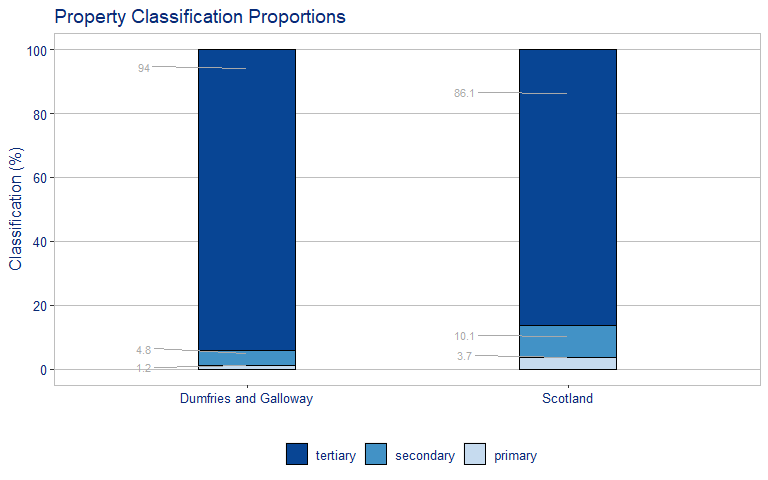 Property Classification Proportions
Classification (%)
100
80
60
40
20
0
94
4.8
1.2
86.1
10.1
3.7
Dumfries and Galloway
Scotland
tertiary
secondary
primary